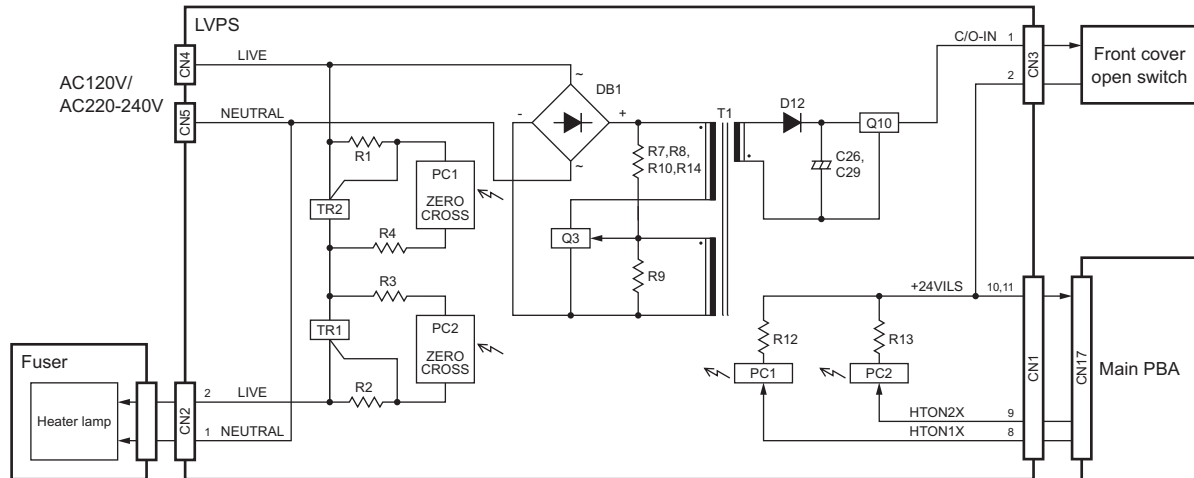 LVPS
CN4
LIVE
AC120V/
AC220-240V
CN5
NEUTRAL
~
DB1
-
+
~
T1
D12
Q10
C/O-IN
1
2
CN3
Front cover
open switch
R1
PC1
ZERO
CROSS
TR2
R4
R7,R8,
R10,R14
C26,
C29
Q3
R9
R3
TR1
PC2
ZERO
CROSS
R2
+24VILS
10,11
R12
R13
PC1
PC2
HTON2X
9
HTON1X
8
CN1
CN17
Main PBA
Fuser
Heater lamp
CN2
2
LIVE
1
NEUTRAL